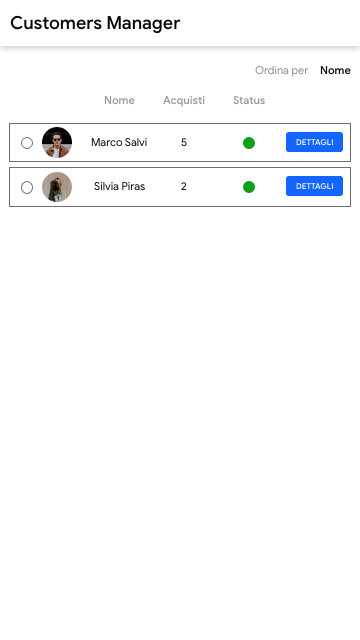 Customers Manager
Ordina per Nome
Nome Acquisti Status
Marco Salvi 5 DETTAGLI
Silvia Piras 2 DETTAGLI